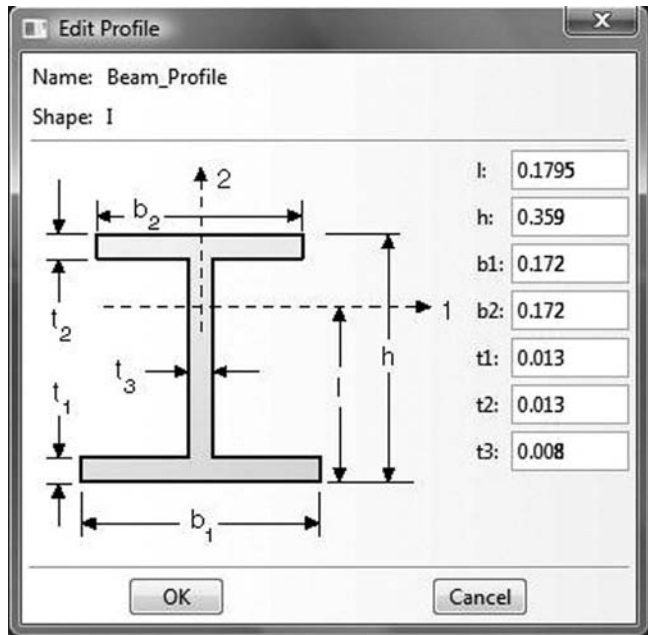 Edit Profile
X
Name: Beam_Profile
Shape: I
l: 0.1795
h: 0.359
b1: 0.172
b2: 0.172
t1: 0.013
t2: 0.013
t3: 0.008
2
b2
t2
1
t3
h
l
t1
b1
OK Cancel